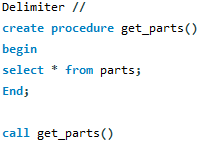 Delimiter //
create procedure get_parts()
begin
select * from parts;
End;
call get_parts()